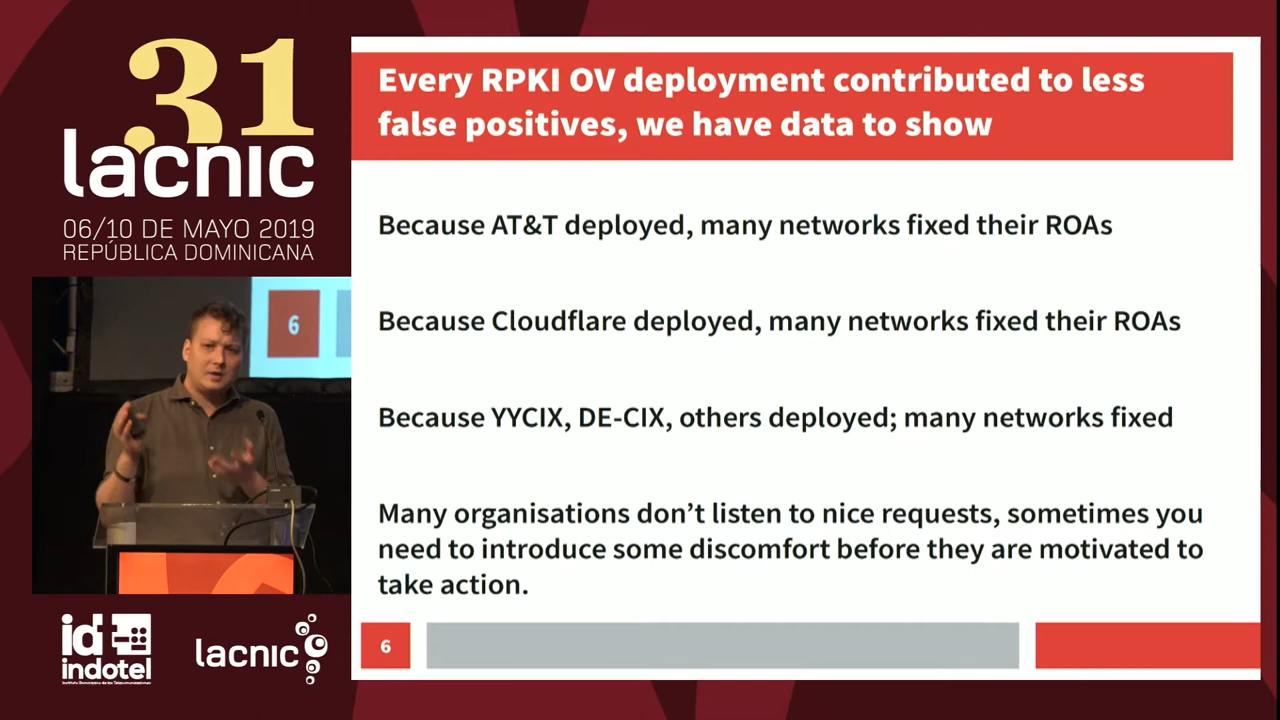 31
lacnic
06/10 DE MAYO 2019
REPÚBLICA DOMINICANA
6
indotel
lacnic
Every RPKI OV deployment contributed to less
false positives, we have data to show
Because AT&T deployed, many networks fixed their ROAs
Because Cloudflare deployed, many networks fixed their ROAs
Because YYCIX, DE-CIX, others deployed; many networks fixed
Many organisations don’t listen to nice requests, sometimes you
need to introduce some discomfort before they are motivated to
take action.
6